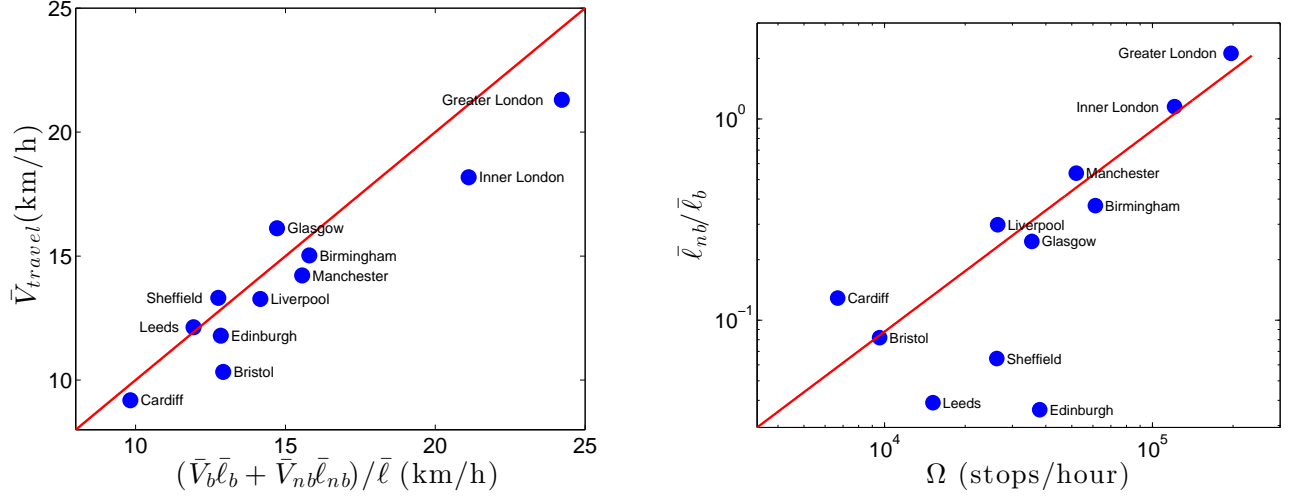 25
20
15
10
V̄_travel(km/h)
Greater London
Inner London
Glasgow
Birmingham
Manchester
Sheffield
Liverpool
Leeds
Edinburgh
Bristol
Cardiff
10 15 20 25
(V̄_b ℓ̄_b + V̄_nb ℓ̄_nb)/ℓ̄ (km/h)
10^0
10^-1
ℓ̄_nb/ℓ̄_b
Greater London
Inner London
Manchester
Birmingham
Liverpool
Glasgow
Cardiff
Bristol
Sheffield
Leeds
Edinburgh
10^4 10^5
Ω (stops/hour)